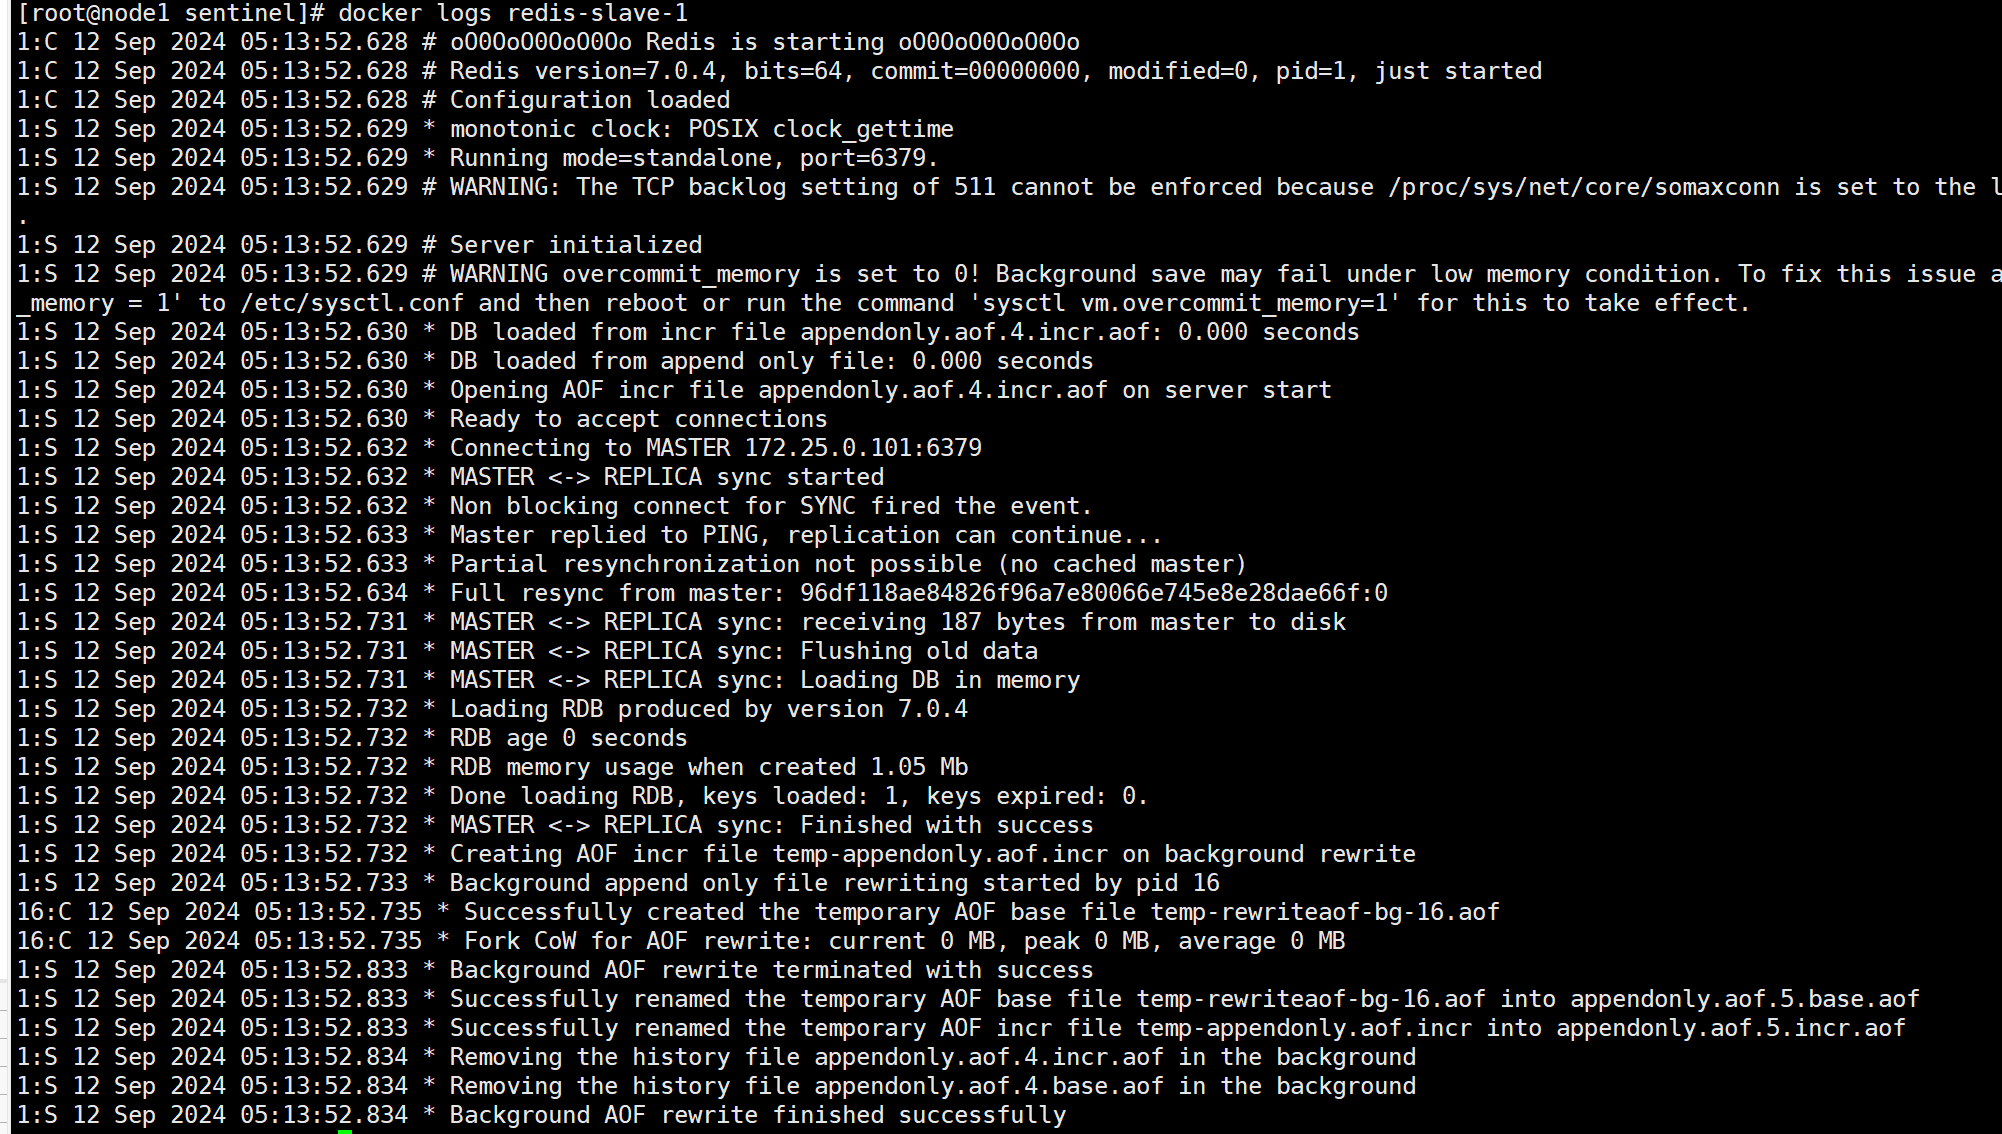 [root@node1 sentinel]# docker logs redis-slave-1
1:C 12 Sep 2024 05:13:52.628 # oO0OoO0OoO0Oo Redis is starting oO0OoO0OoO0Oo
1:C 12 Sep 2024 05:13:52.628 # Redis version=7.0.4, bits=64, commit=00000000, modified=0, pid=1, just started
1:C 12 Sep 2024 05:13:52.628 # Configuration loaded
1:S 12 Sep 2024 05:13:52.629 * monotonic clock: POSIX clock_gettime
1:S 12 Sep 2024 05:13:52.629 * Running mode=standalone, port=6379.
1:S 12 Sep 2024 05:13:52.629 # WARNING: The TCP backlog setting of 511 cannot be enforced because /proc/sys/net/core/somaxconn is set to the l
.
1:S 12 Sep 2024 05:13:52.629 # Server initialized
1:S 12 Sep 2024 05:13:52.629 # WARNING overcommit_memory is set to 0! Background save may fail under low memory condition. To fix this issue a
_memory = 1' to /etc/sysctl.conf and then reboot or run the command 'sysctl vm.overcommit_memory=1' for this to take effect.
1:S 12 Sep 2024 05:13:52.630 * DB loaded from incr file appendonly.aof.4.incr.aof: 0.000 seconds
1:S 12 Sep 2024 05:13:52.630 * DB loaded from append only file: 0.000 seconds
1:S 12 Sep 2024 05:13:52.630 * Opening AOF incr file appendonly.aof.4.incr.aof on server start
1:S 12 Sep 2024 05:13:52.630 * Ready to accept connections
1:S 12 Sep 2024 05:13:52.632 * Connecting to MASTER 172.25.0.101:6379
1:S 12 Sep 2024 05:13:52.632 * MASTER <-> REPLICA sync started
1:S 12 Sep 2024 05:13:52.632 * Non blocking connect for SYNC fired the event.
1:S 12 Sep 2024 05:13:52.633 * Master replied to PING, replication can continue...
1:S 12 Sep 2024 05:13:52.633 * Partial resynchronization not possible (no cached master)
1:S 12 Sep 2024 05:13:52.634 * Full resync from master: 96df118ae84826f96a7e80066e745e8e28dae66f:0
1:S 12 Sep 2024 05:13:52.731 * MASTER <-> REPLICA sync: receiving 187 bytes from master to disk
1:S 12 Sep 2024 05:13:52.731 * MASTER <-> REPLICA sync: Flushing old data
1:S 12 Sep 2024 05:13:52.731 * MASTER <-> REPLICA sync: Loading DB in memory
1:S 12 Sep 2024 05:13:52.732 * Loading RDB produced by version 7.0.4
1:S 12 Sep 2024 05:13:52.732 * RDB age 0 seconds
1:S 12 Sep 2024 05:13:52.732 * RDB memory usage when created 1.05 Mb
1:S 12 Sep 2024 05:13:52.732 * Done loading RDB, keys loaded: 1, keys expired: 0.
1:S 12 Sep 2024 05:13:52.732 * MASTER <-> REPLICA sync: Finished with success
1:S 12 Sep 2024 05:13:52.732 * Creating AOF incr file temp-appendonly.aof.incr on background rewrite
1:S 12 Sep 2024 05:13:52.733 * Background append only file rewriting started by pid 16
16:C 12 Sep 2024 05:13:52.735 * Successfully created the temporary AOF base file temp-rewriteaof-bg-16.aof
16:C 12 Sep 2024 05:13:52.735 * Fork CoW for AOF rewrite: current 0 MB, peak 0 MB, average 0 MB
1:S 12 Sep 2024 05:13:52.833 * Background AOF rewrite terminated with success
1:S 12 Sep 2024 05:13:52.833 * Successfully renamed the temporary AOF base file temp-rewriteaof-bg-16.aof into appendonly.aof.5.base.aof
1:S 12 Sep 2024 05:13:52.833 * Successfully renamed the temporary AOF incr file temp-appendonly.aof.incr into appendonly.aof.5.incr.aof
1:S 12 Sep 2024 05:13:52.834 * Removing the history file appendonly.aof.4.incr.aof in the background
1:S 12 Sep 2024 05:13:52.834 * Removing the history file appendonly.aof.4.base.aof in the background
1:S 12 Sep 2024 05:13:52.834 * Background AOF rewrite finished successfully